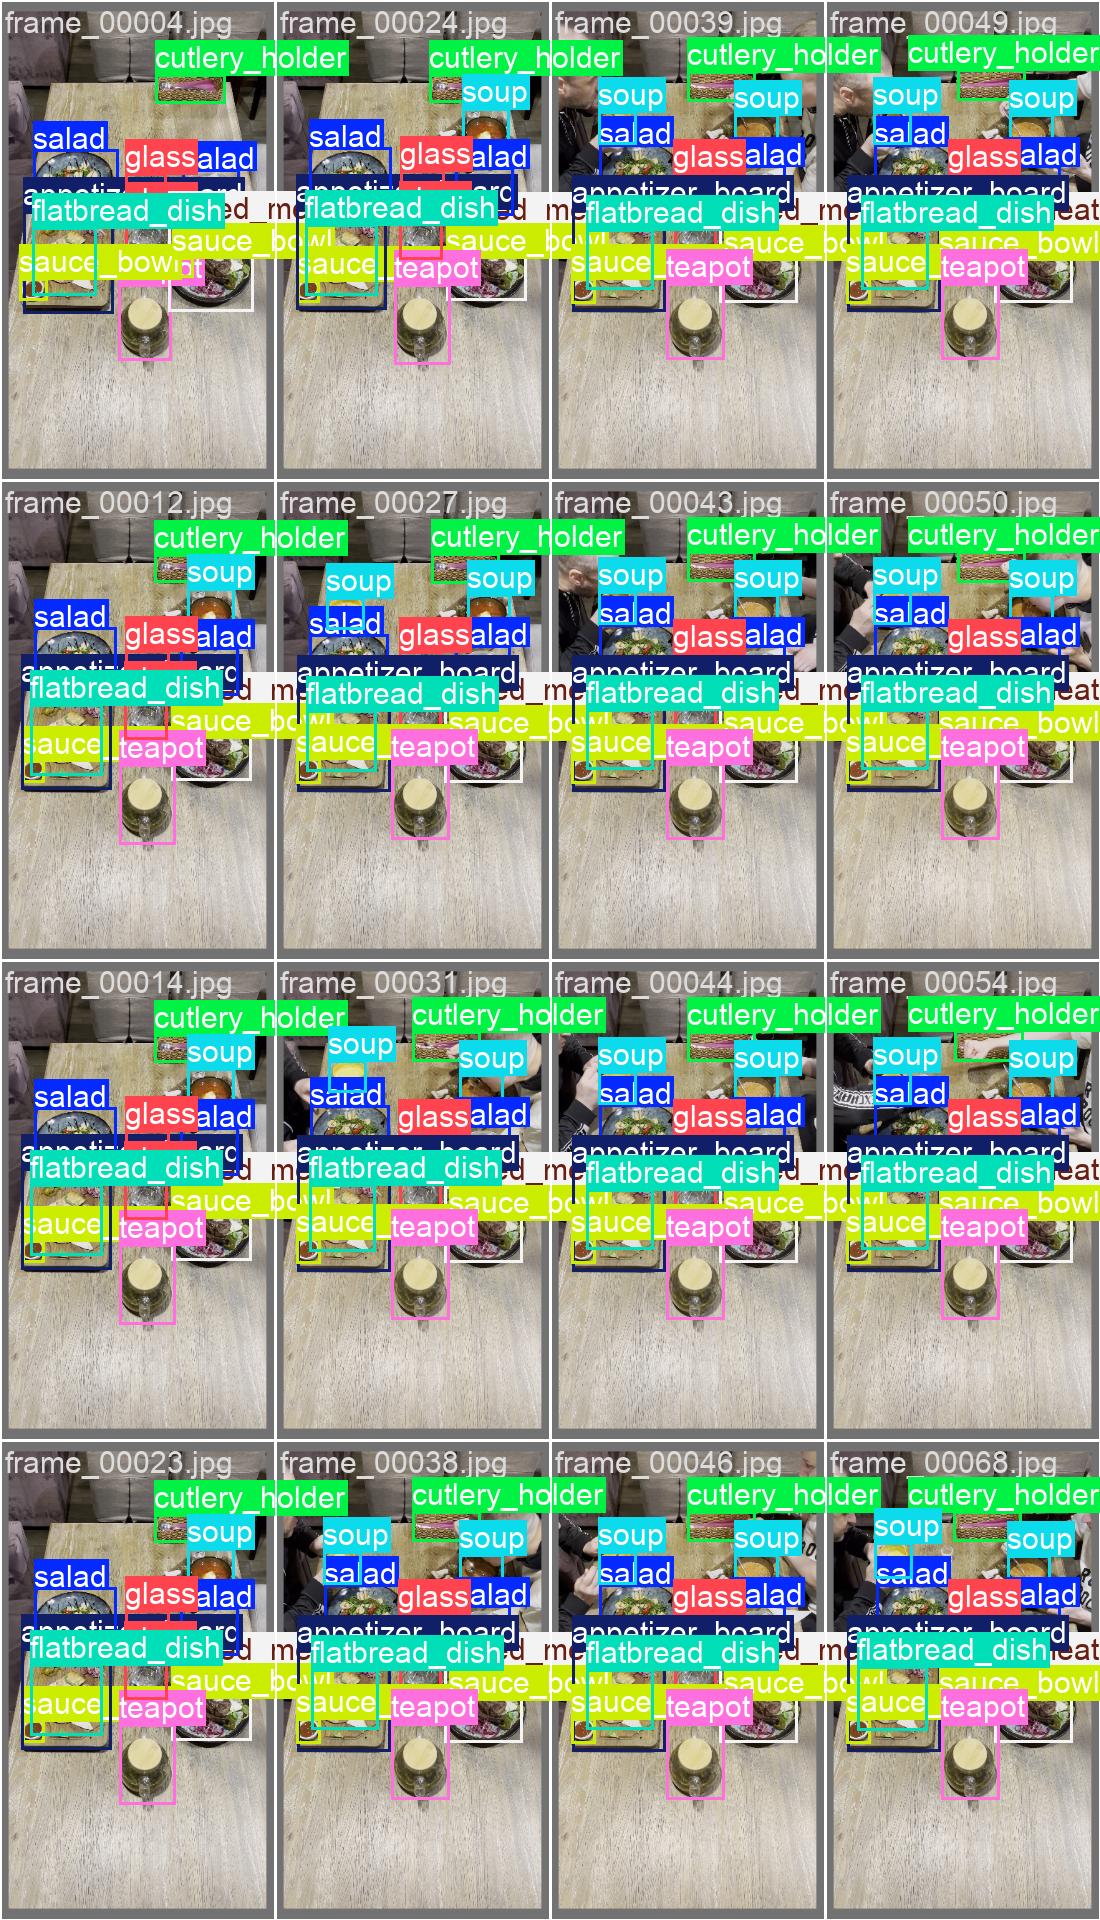 frame_00004.jpg
cutlery_holder
salad
glass
alad
flatbread_dish
sauce_bowl
sauce_bowl
frame_00024.jpg
cutlery_holder
soup
salad
glass
alad
flatbread_dish
sauce_bowl
sauce
teapot
frame_00039.jpg
cutlery_holder
soup
soup
salad
glass
alad
appetizer_board
flatbread_dish
sauce
teapot
frame_00049.jpg
cutlery_holder
soup
soup
salad
glass
alad
appetizer_board
flatbread_dish
sauce_bowl
sauce
teapot
frame_00012.jpg
cutlery_holder
soup
salad
glass
alad
flatbread_dish
sauce_bowl
sauce
teapot
frame_00027.jpg
cutlery_holder
soup
soup
salad
glass
alad
appetizer_board
flatbread_dish
sauce_bowl
sauce
teapot
frame_00043.jpg
cutlery_holder
soup
soup
salad
glass
alad
appetizer_board
flatbread_dish
sauce
teapot
frame_00050.jpg
cutlery_holder
soup
soup
salad
glass
alad
appetizer_board
flatbread_dish
sauce_bowl
sauce
teapot
frame_00014.jpg
cutlery_holder
soup
salad
glass
alad
flatbread_dish
sauce
teapot
frame_00031.jpg
cutlery_holder
soup
soup
salad
glass
alad
appetizer_board
flatbread_dish
sauce
teapot
frame_00044.jpg
cutlery_holder
soup
soup
salad
glass
alad
appetizer_board
flatbread_dish
sauce
teapot
frame_00054.jpg
cutlery_holder
soup
soup
salad
glass
alad
appetizer_board
flatbread_dish
sauce_bowl
sauce
teapot
frame_00023.jpg
cutlery_holder
soup
salad
glass
alad
flatbread_dish
sauce
teapot
frame_00038.jpg
cutlery_holder
soup
soup
salad
glass
alad
appetizer_board
flatbread_dish
sauce
teapot
frame_00046.jpg
cutlery_holder
soup
soup
salad
glass
alad
appetizer_board
flatbread_dish
sauce
teapot
frame_00068.jpg
cutlery_holder
soup
soup
salad
glass
alad
appetizer_board
flatbread_dish
sauce_bowl
sauce
teapot